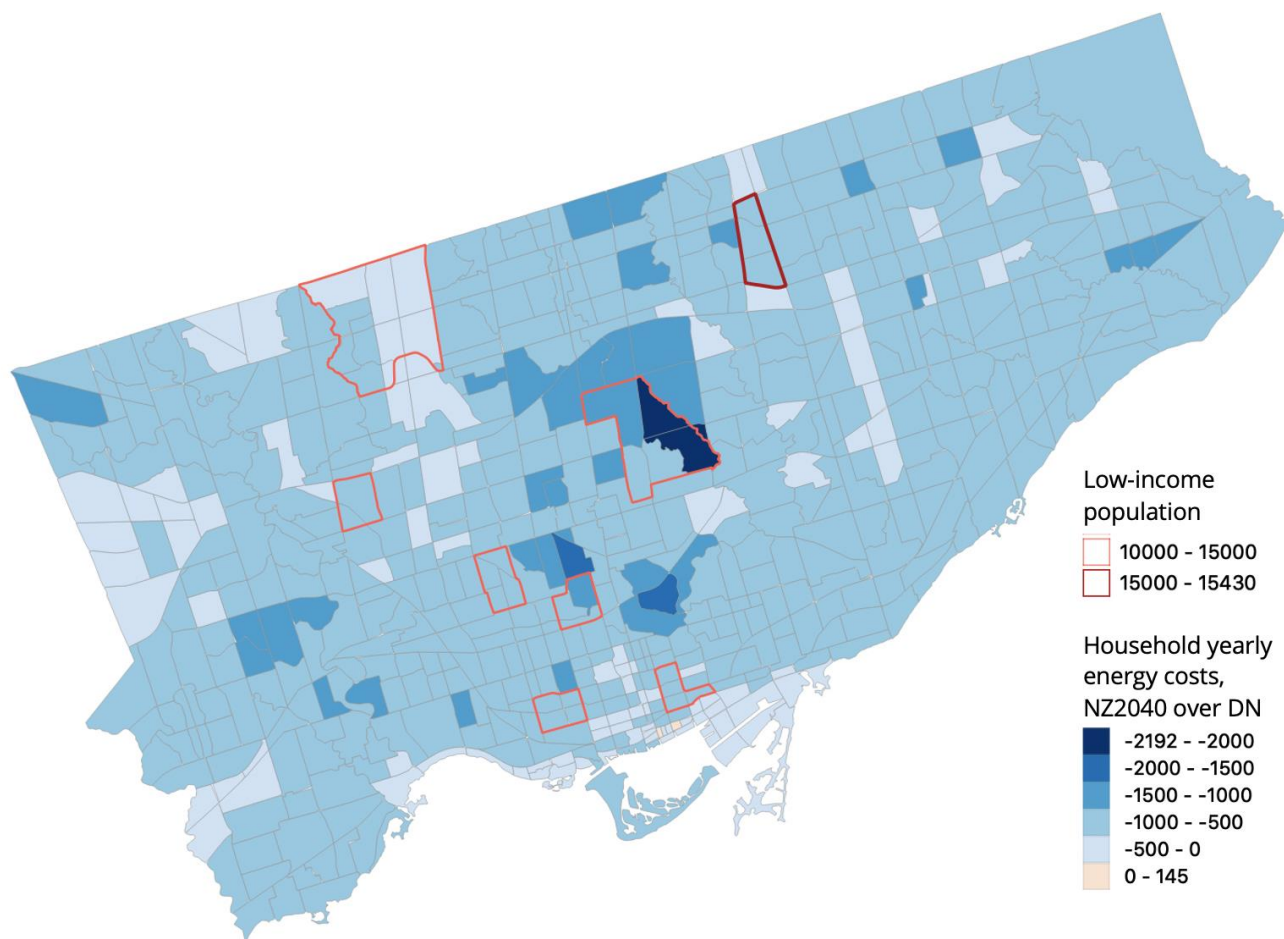 Low-income
population
10000 - 15000
15000 - 15430
Household yearly
energy costs,
NZ2040 over DN
-2192 - -2000
-2000 - -1500
-1500 - -1000
-1000 - -500
-500 - 0
0 - 145